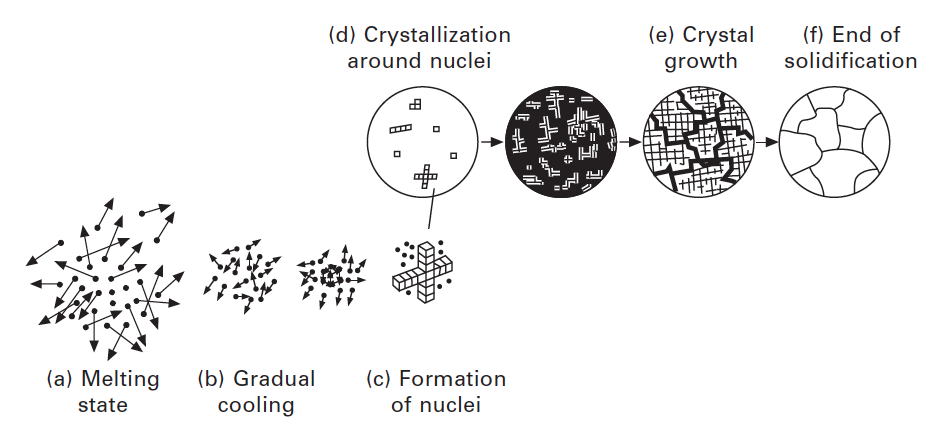 (d) Crystallization
around nuclei
(e) Crystal
growth
(f) End of
solidification
(a) Melting
state
(b) Gradual
cooling
(c) Formation
of nuclei